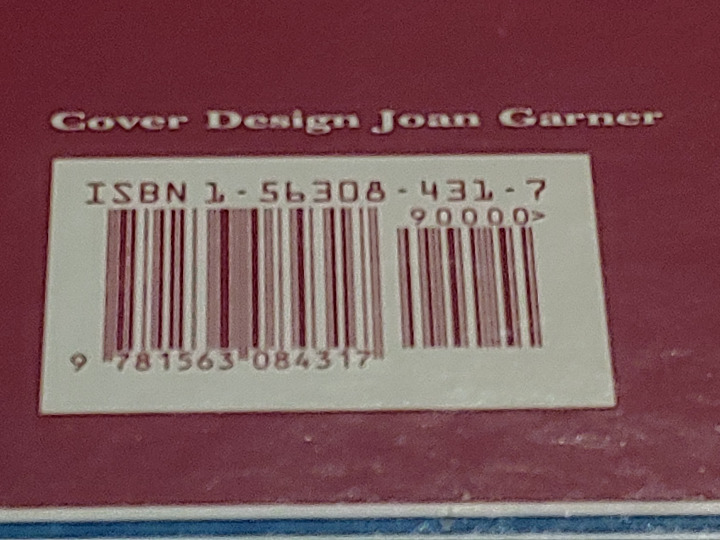 Cover Design Joan Garner
ISBN 1-56308-431-7
90000>
9 781563 084317